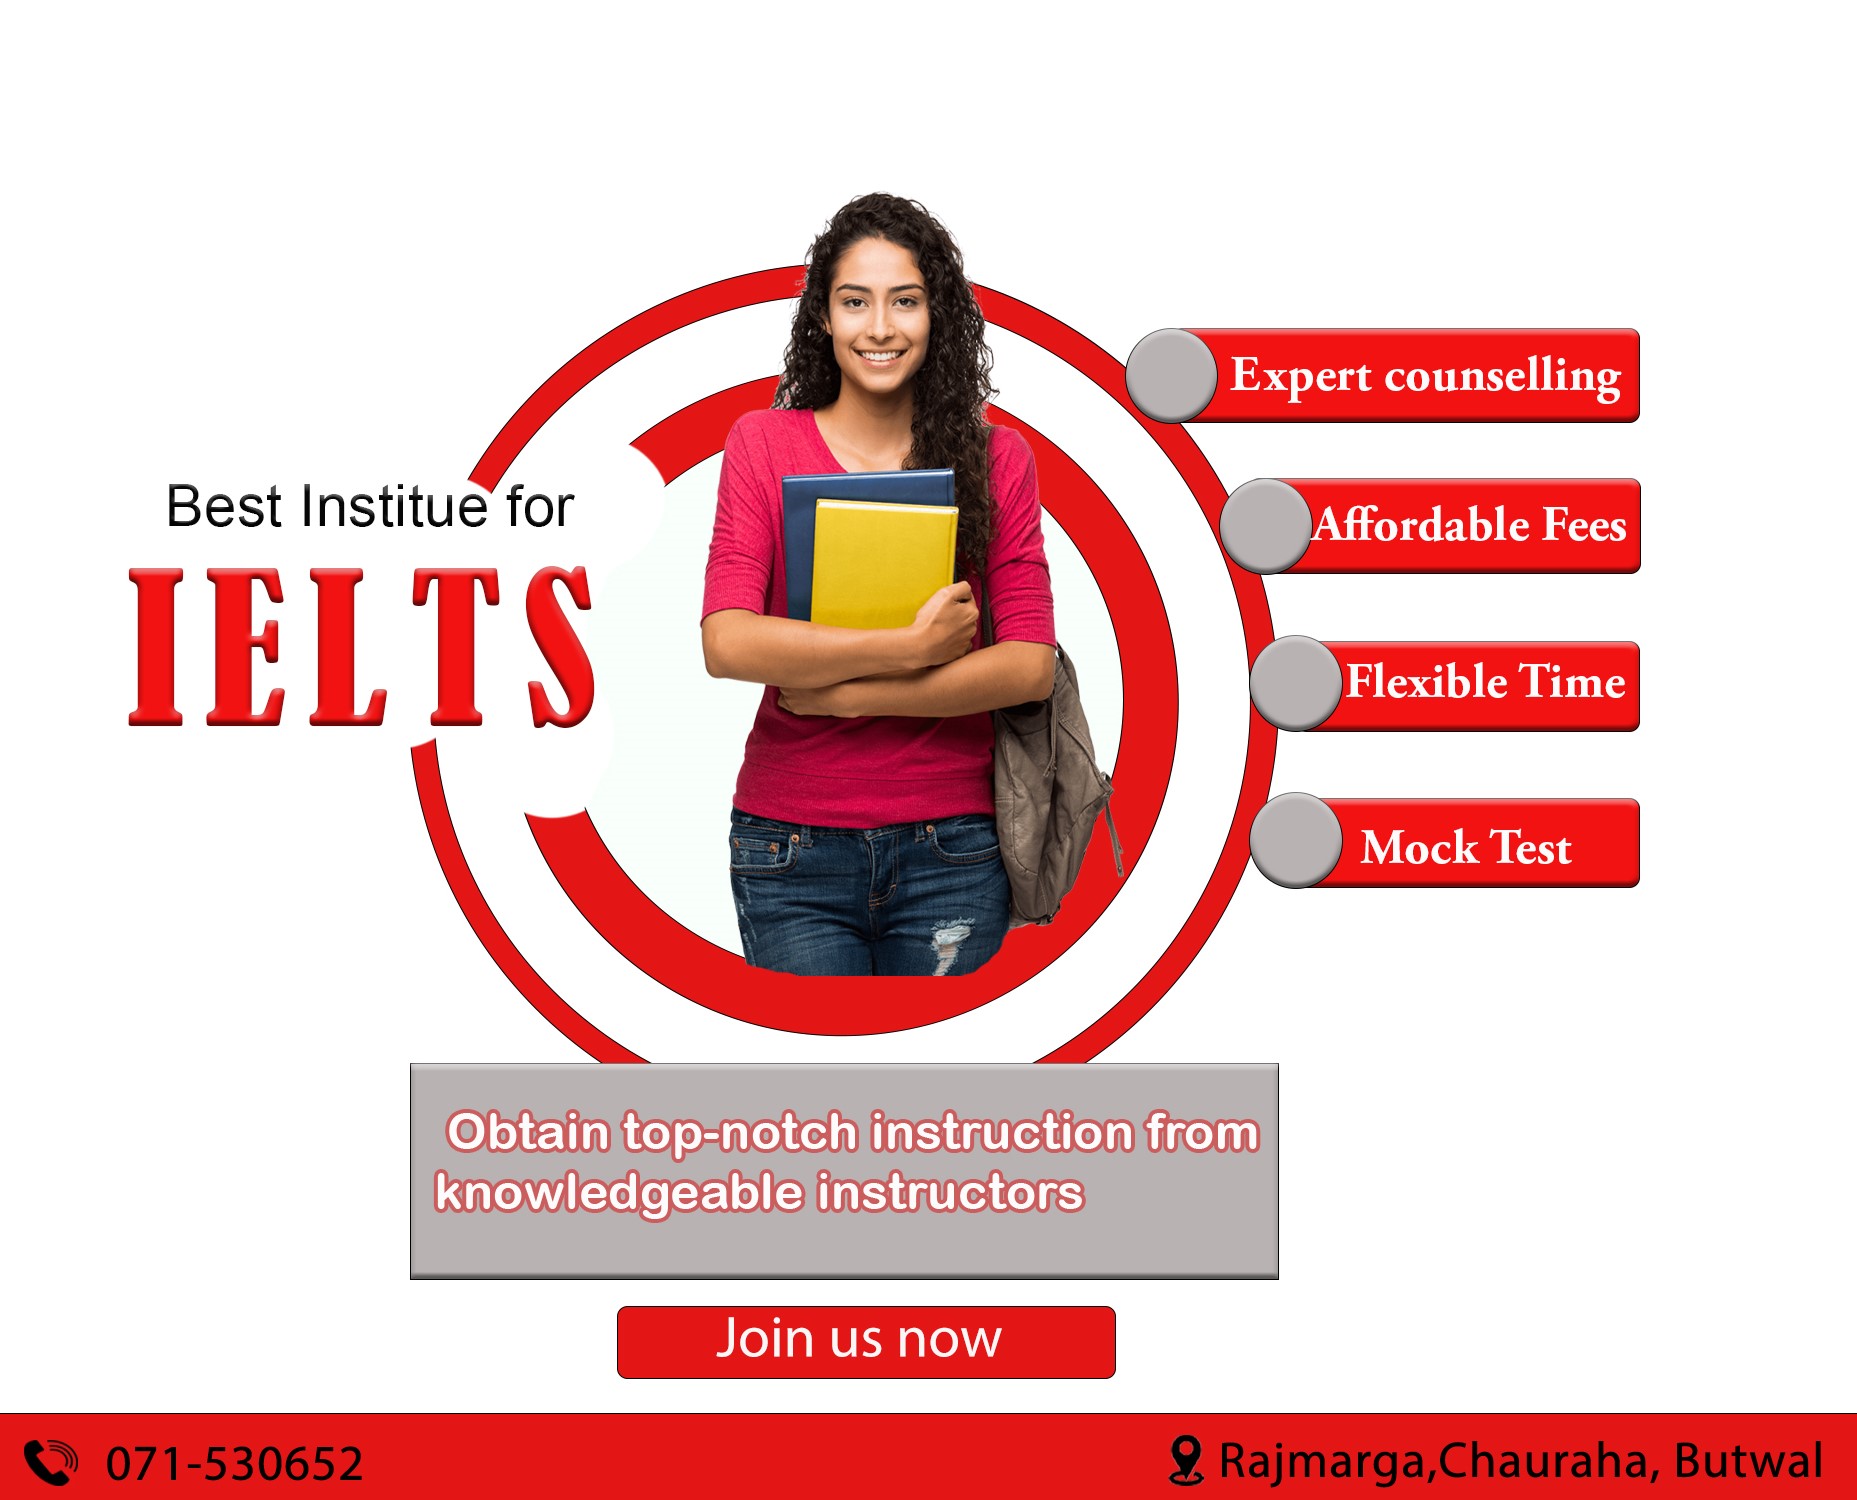 Best Institue for
IELTS
Expert counselling
Affordable Fees
Flexible Time
Mock Test
Obtain top-notch instruction from
knowledgeable instructors
Join us now
071-530652
Rajmarga,Chauraha, Butwal